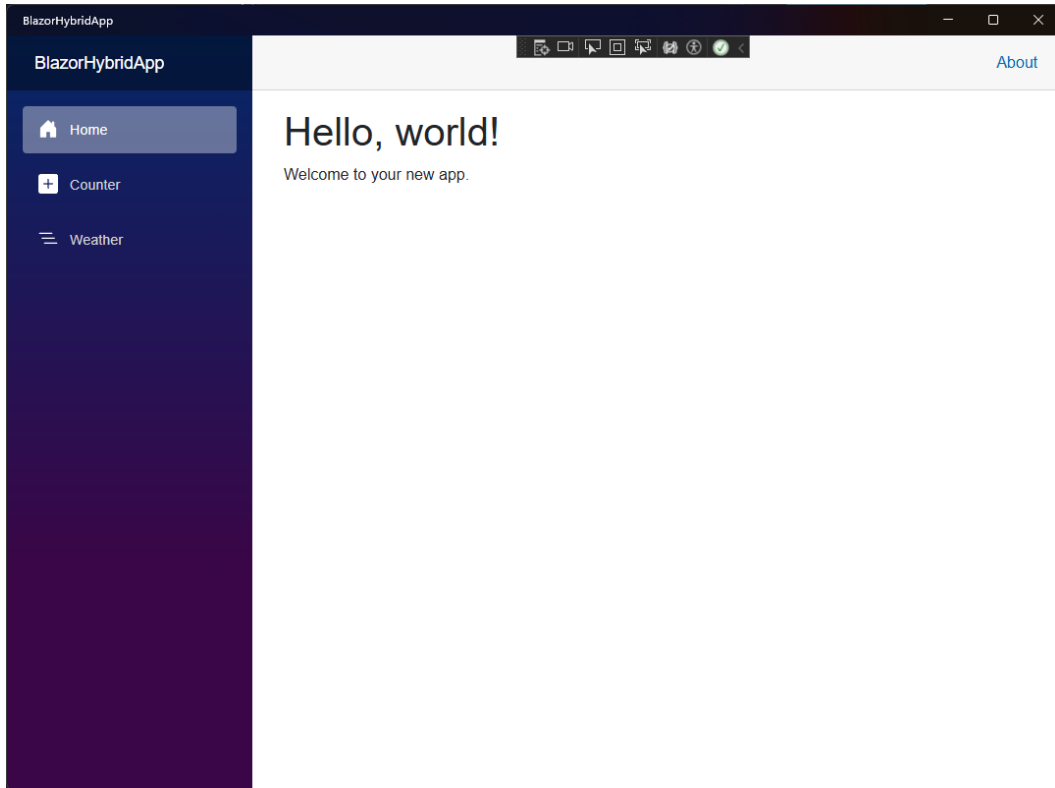 BlazorHybridApp
BlazorHybridApp
About
Home
Hello, world!
Welcome to your new app.
Counter
Weather